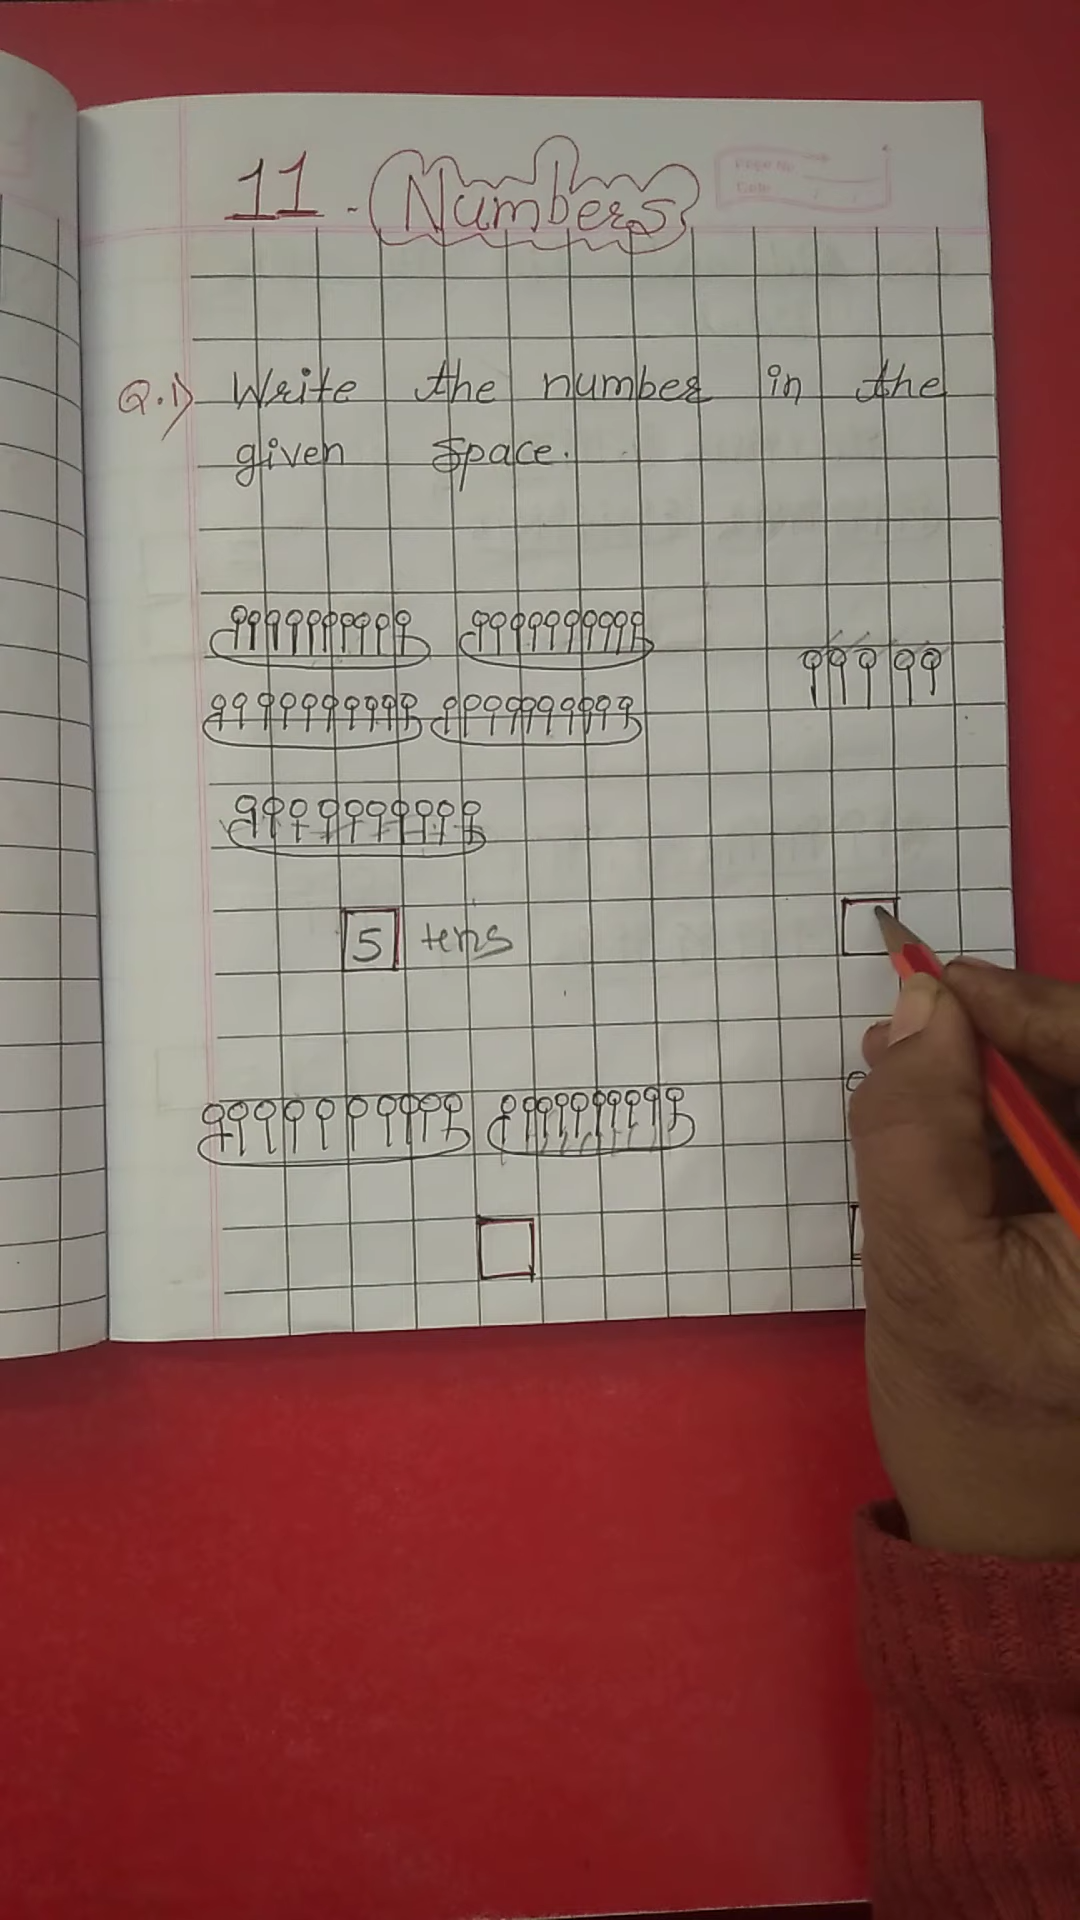 11. Numbers
Q.1) Write the number in the
given space.
5 tens